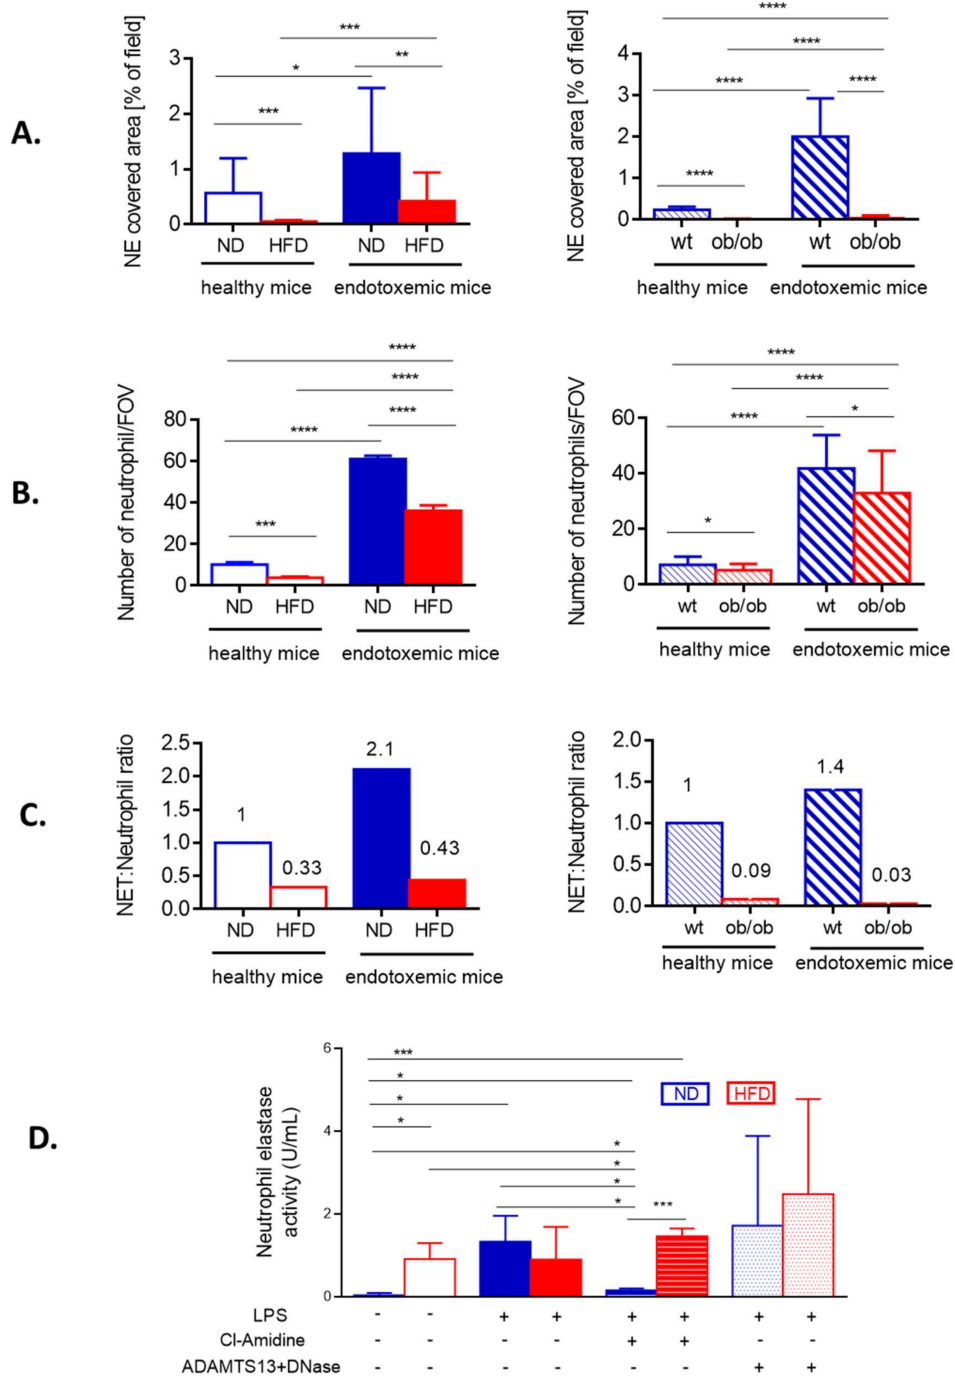 A.
NE covered area [% of field]
3
2
1
0
***
**
*
***
ND HFD ND HFD
healthy mice endotoxemic mice
NE covered area [% of field]
4
3
2
1
0
****
****
****
****
****
wt ob/ob wt ob/ob
healthy mice endotoxemic mice
B.
Number of neutrophil/FOV
80
60
40
20
0
****
****
****
****
***
ND HFD ND HFD
healthy mice endotoxemic mice
Number of neutrophils/FOV
60
40
20
0
****
****
****
*
*
wt ob/ob wt ob/ob
healthy mice endotoxemic mice
C.
NET:Neutrophil ratio
2.5
2.0
1.5
1.0
0.5
0.0
1
0.33
2.1
0.43
ND HFD ND HFD
healthy mice endotoxemic mice
NET:Neutrophil ratio
2.0
1.5
1.0
0.5
0.0
1
0.09
1.4
0.03
wt ob/ob wt ob/ob
healthy mice endotoxemic mice
D.
Neutrophil elastase
activity (U/mL)
6
4
2
0
***
*
*
*
*
*
*
*
***
ND HFD
LPS - - + + + + + +
Cl-Amidine - - - - + + - -
ADAMTS13+DNase - - - - - - + +